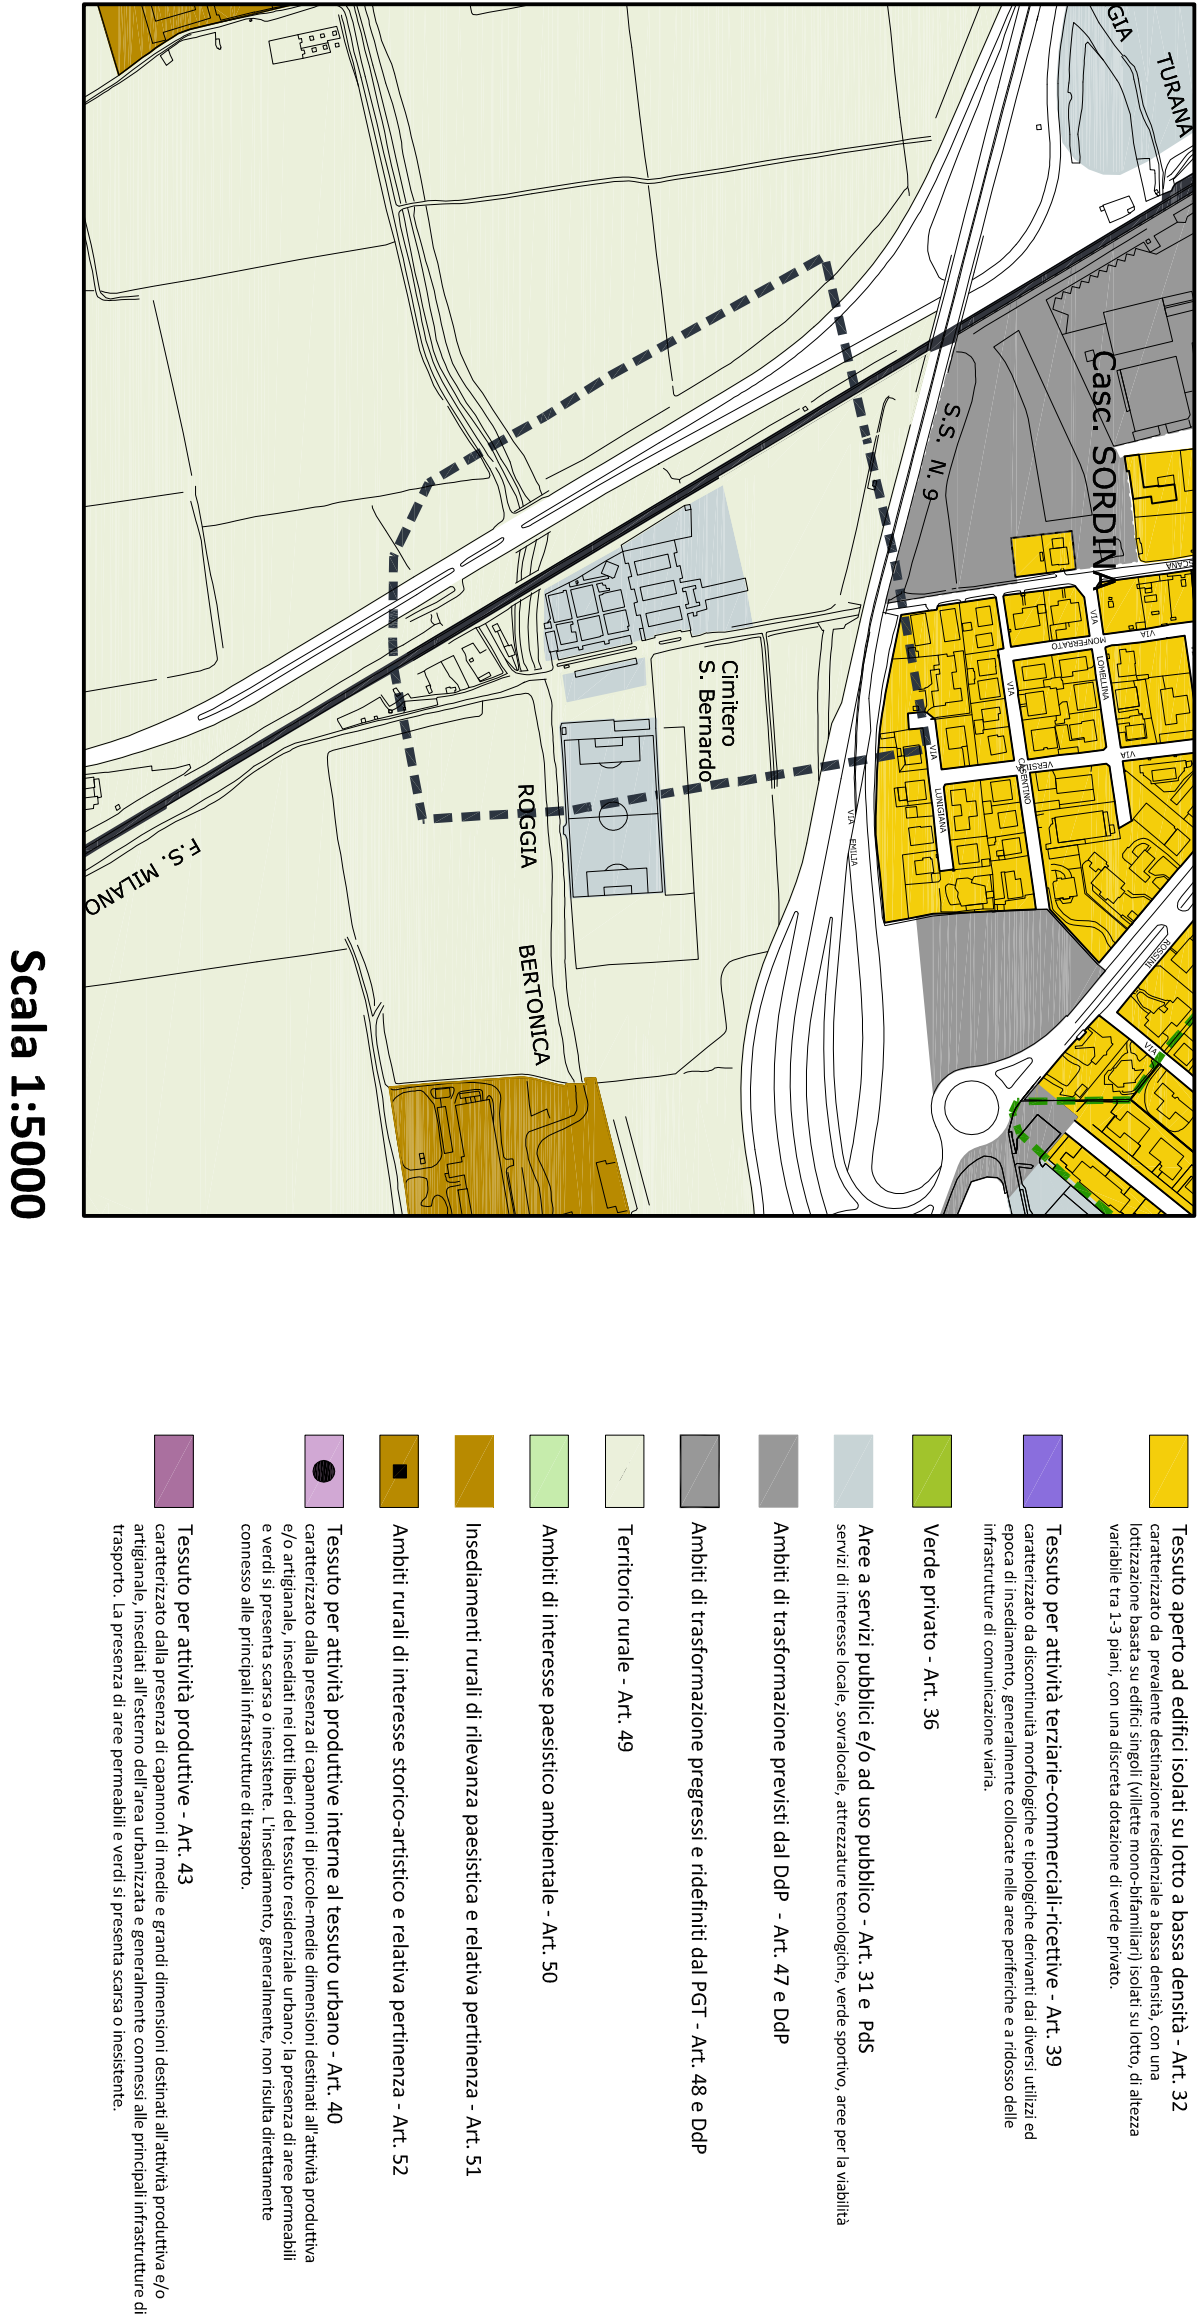 GIA
TURANA
Casc. SORDINA
S.S. N. 9
CANA
VIA
MONFERRATO
VIA
LOMELLINA
VIA
VIA
VERSILIA
CASENTINO
VIA
LUNIGIANA
VIA EMILIA
ROSSINI
VIA
Cimitero
S. Bernardo
ROGGIA
BERTONICA
F.S. MILANO
Scala 1:5000
Tessuto aperto ad edifici isolati su lotto a bassa densità - Art. 32
caratterizzato da prevalente destinazione residenziale a bassa densità, con una
lottizzazione basata su edifici singoli (villette mono-bifamiliari) isolati su lotto, di altezza
variabile tra 1-3 piani, con una discreta dotazione di verde privato.
Tessuto per attività terziarie-commerciali-ricettive - Art. 39
caratterizzato da discontinuità morfologiche e tipologiche derivanti dai diversi utilizzi ed
epoca di insediamento, generalmente collocate nelle aree periferiche e a ridosso delle
infrastrutture di comunicazione viaria.
Verde privato - Art. 36
Aree a servizi pubblici e/o ad uso pubblico - Art. 31 e PdS
servizi di interesse locale, sovralocale, attrezzature tecnologiche, verde sportivo, aree per la viabilità
Ambiti di trasformazione previsti dal DdP - Art. 47 e DdP
Ambiti di trasformazione pregressi e ridefiniti dal PGT - Art. 48 e DdP
Territorio rurale - Art. 49
Ambiti di interesse paesistico ambientale - Art. 50
Insediamenti rurali di rilevanza paesistica e relativa pertinenza - Art. 51
Ambiti rurali di interesse storico-artistico e relativa pertinenza - Art. 52
Tessuto per attività produttive interne al tessuto urbano - Art. 40
caratterizzato dalla presenza di capannoni di piccole-medie dimensioni destinati all'attività produttiva
e/o artigianale, insediati nei lotti liberi del tessuto residenziale urbano; la presenza di aree permeabili
e verdi si presenta scarsa o inesistente. L'insediamento, generalmente, non risulta direttamente
connesso alle principali infrastrutture di trasporto.
Tessuto per attività produttive - Art. 43
caratterizzato dalla presenza di capannoni di medie e grandi dimensioni destinati all'attività produttiva e/o
artigianale, insediati all'esterno dell'area urbanizzata e generalmente connessi alle principali infrastrutture di
trasporto. La presenza di aree permeabili e verdi si presenta scarsa o inesistente.